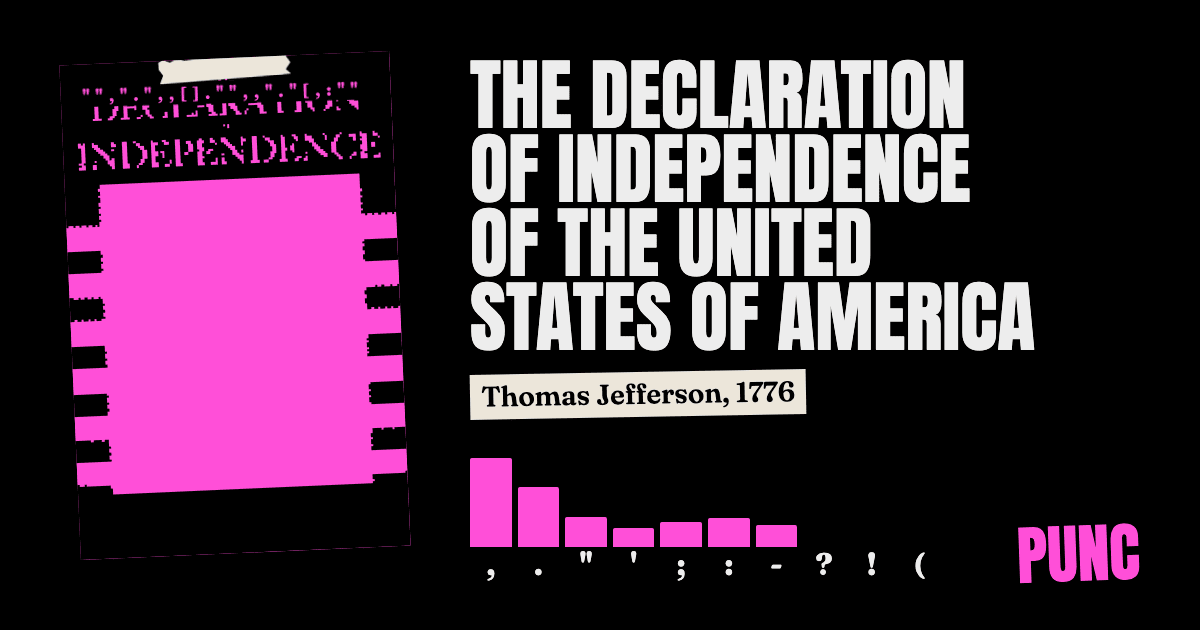 "",".",,[]."",,"."[,;""
DECLARATION
INDEPENDENCE
THE DECLARATION
OF INDEPENDENCE
OF THE UNITED
STATES OF AMERICA
Thomas Jefferson, 1776
, . " ' ; : - ? ! (
PUNC